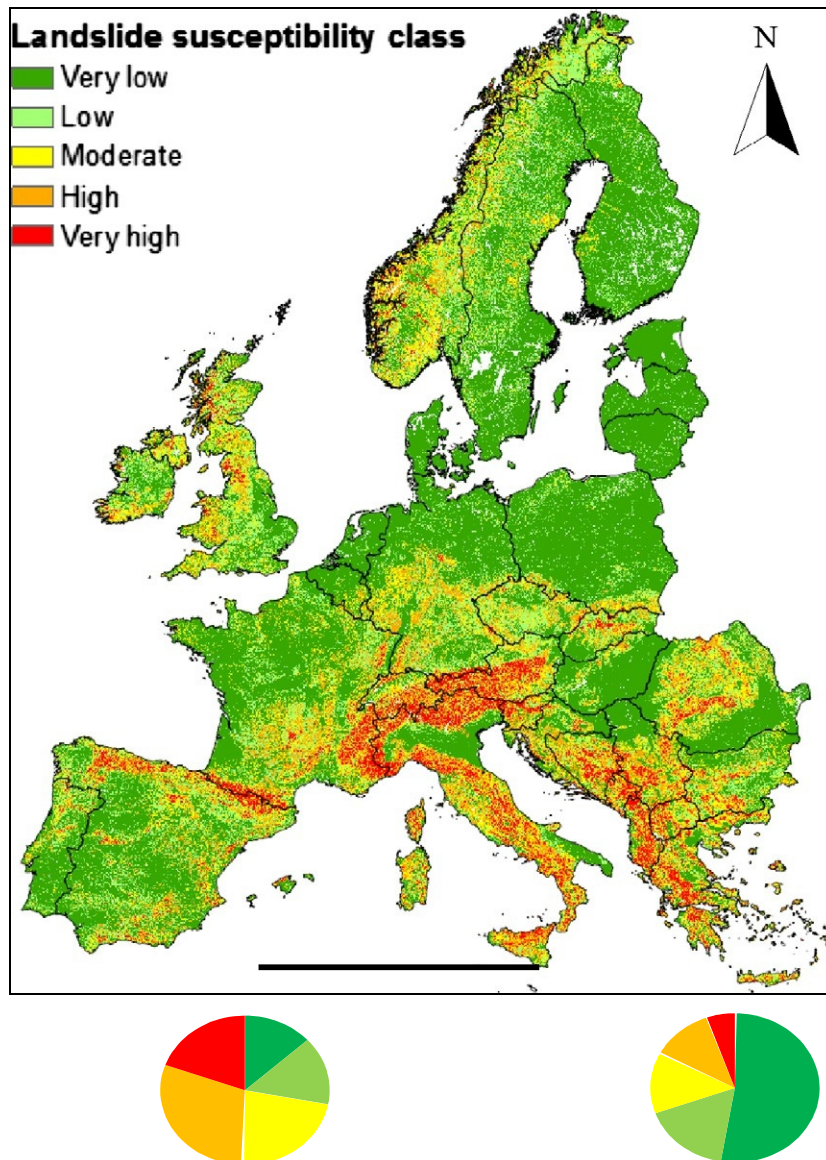 Landslide susceptibility class
N
Very low
Low
Moderate
High
Very high